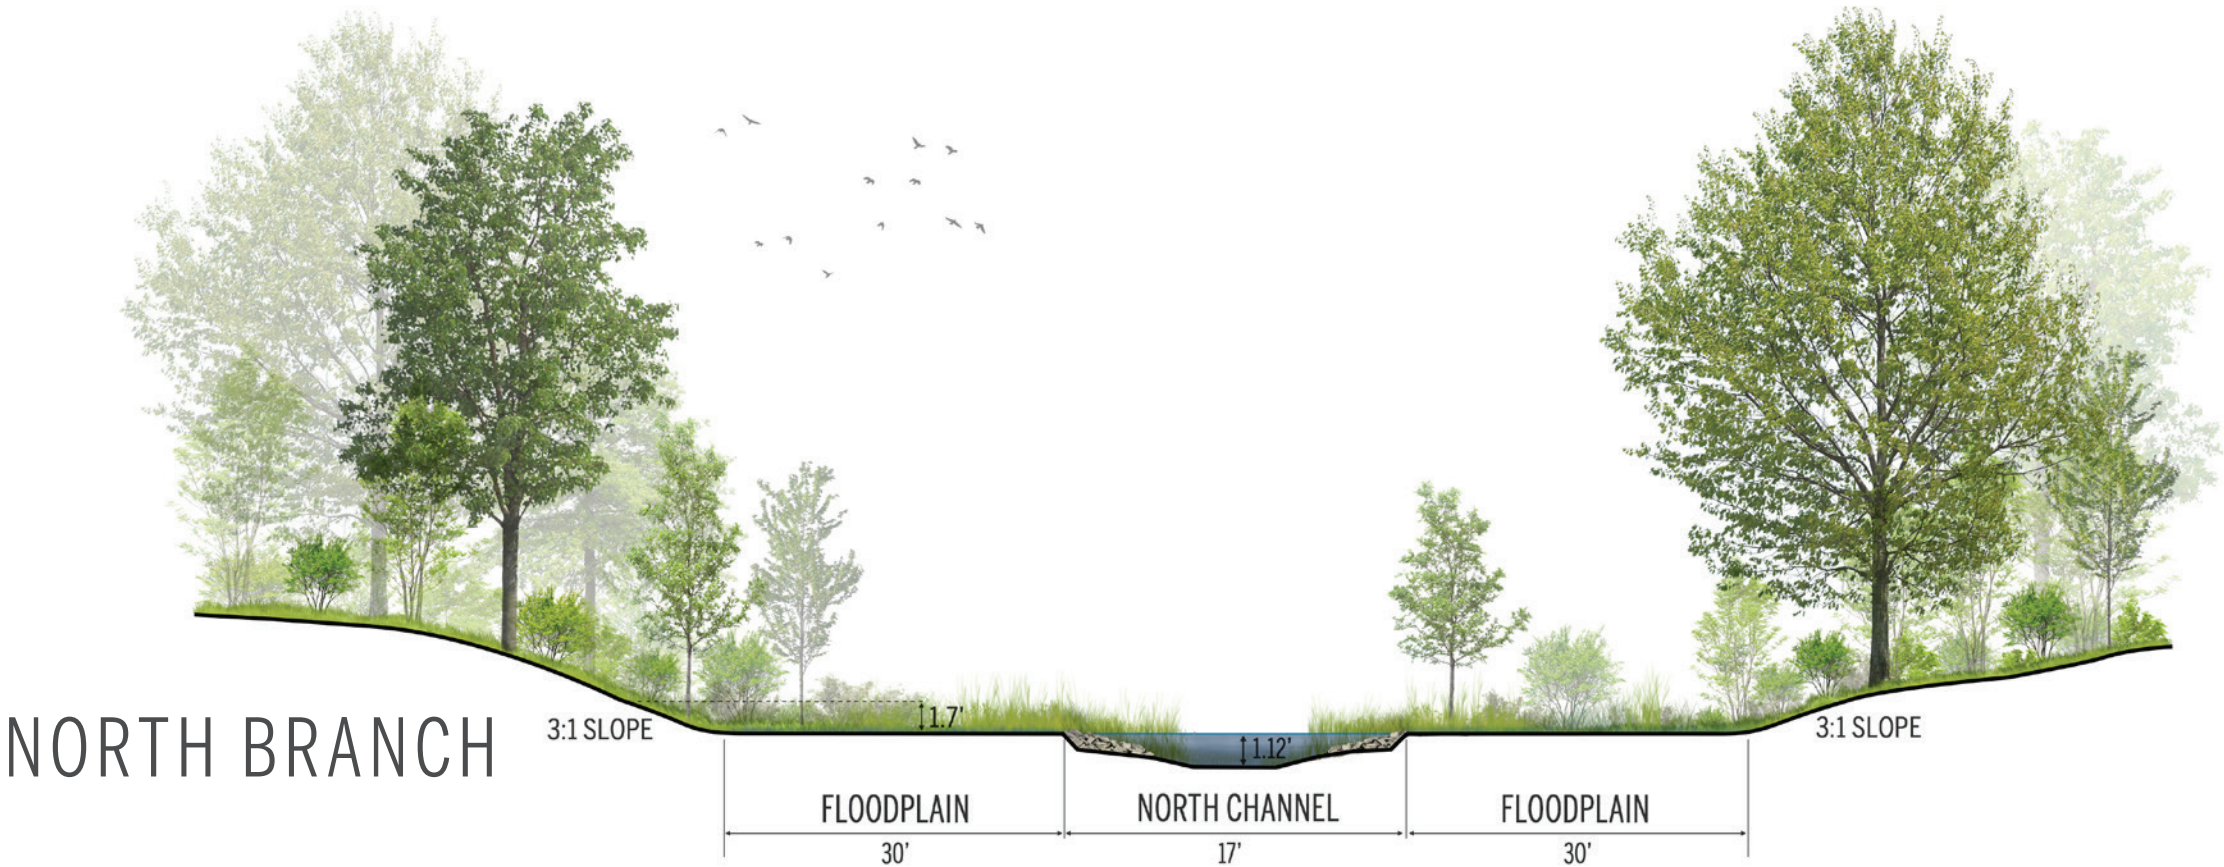 NORTH BRANCH
3:1 SLOPE
1.7'
1.12'
3:1 SLOPE
FLOODPLAIN
30'
NORTH CHANNEL
17'
FLOODPLAIN
30'